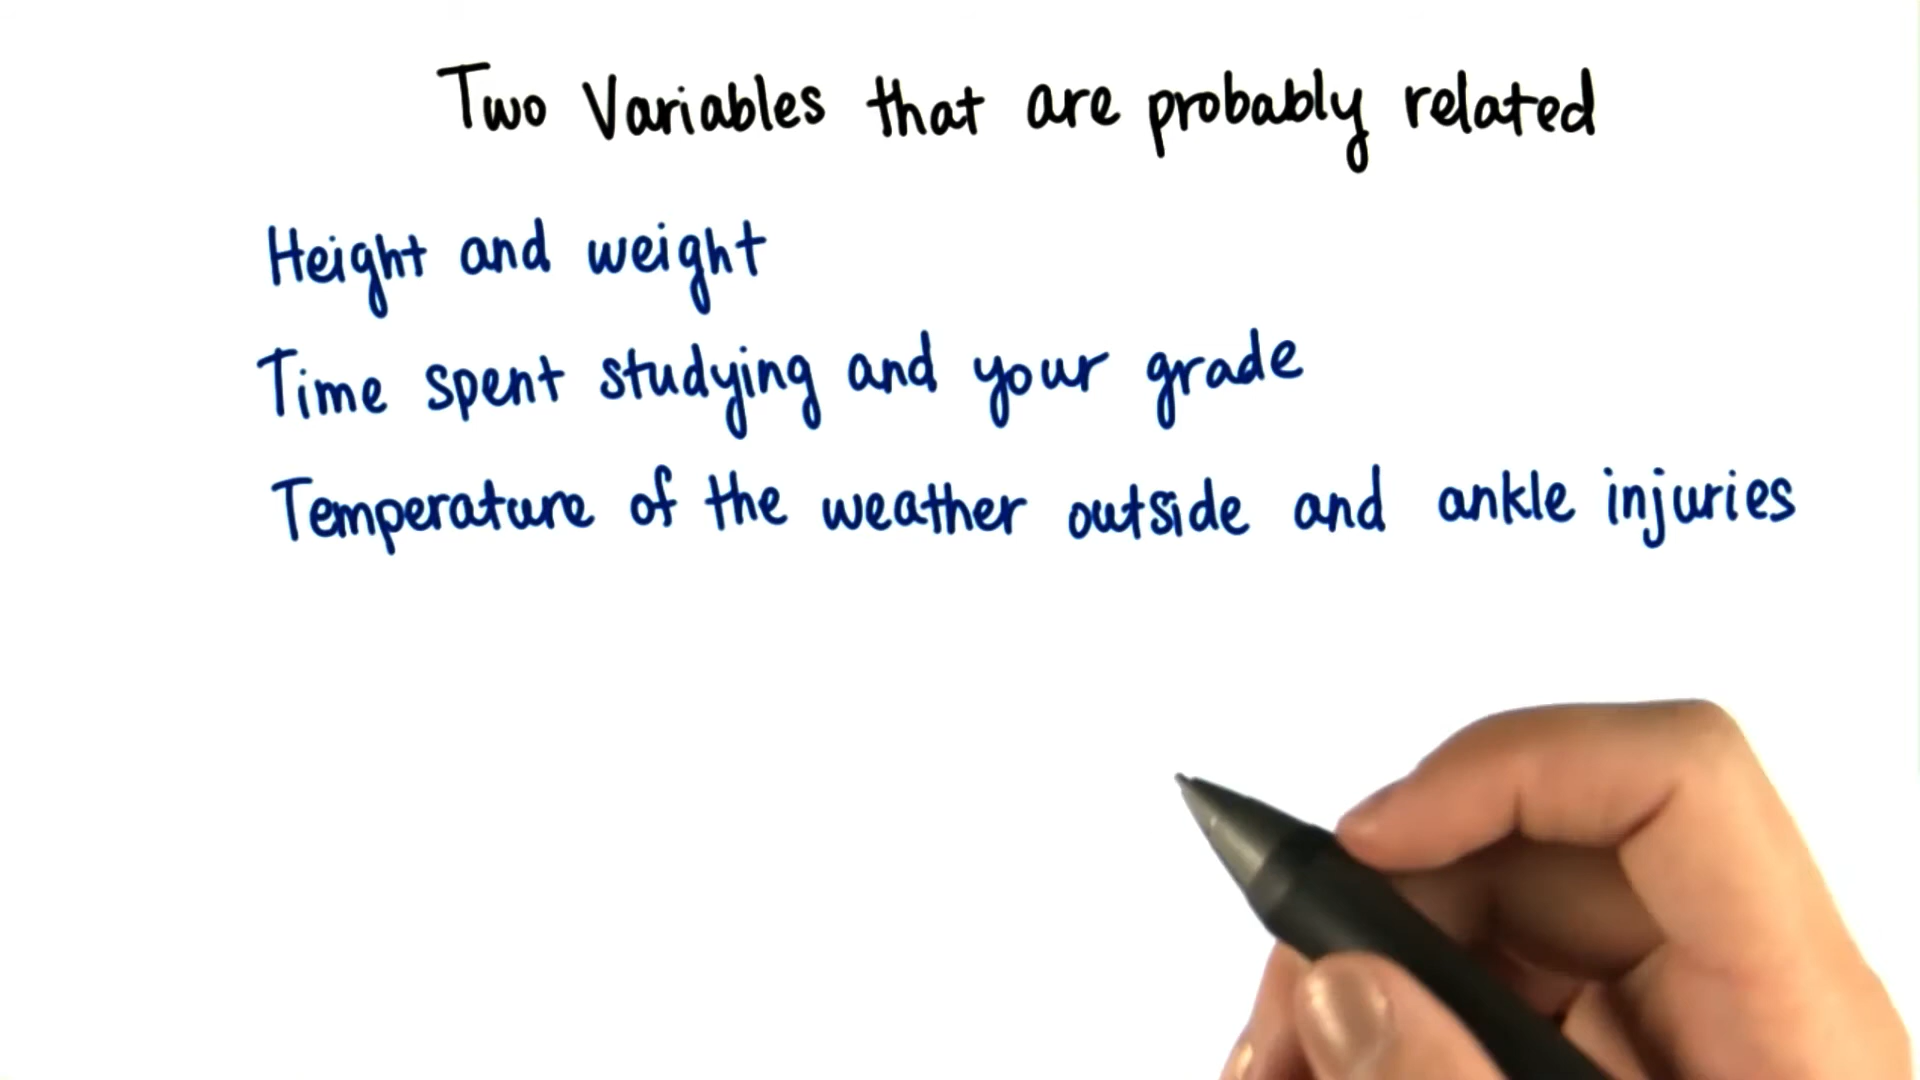 Two Variables that are probably related
Height and weight
Time spent studying and your grade
Temperature of the weather outside and ankle injuries